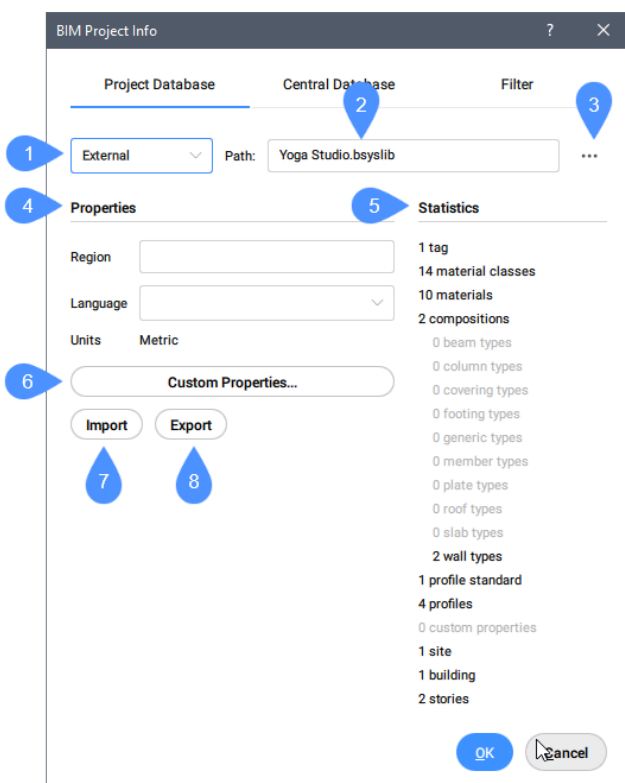 BIM Project Info ? ×
Project Database Central Database Filter
2 3
1 External Path: Yoga Studio.bsyslib ...
4 Properties 5 Statistics
1 tag
Region 14 material classes
10 materials
Language
2 compositions
Units Metric 0 beam types
0 column types
6 Custom Properties... 0 covering types
0 footing types
Import Export 0 generic types
0 member types
7 8 0 plate types
0 roof types
0 slab types
2 wall types
1 profile standard
4 profiles
0 custom properties
1 site
1 building
2 stories
OK Cancel